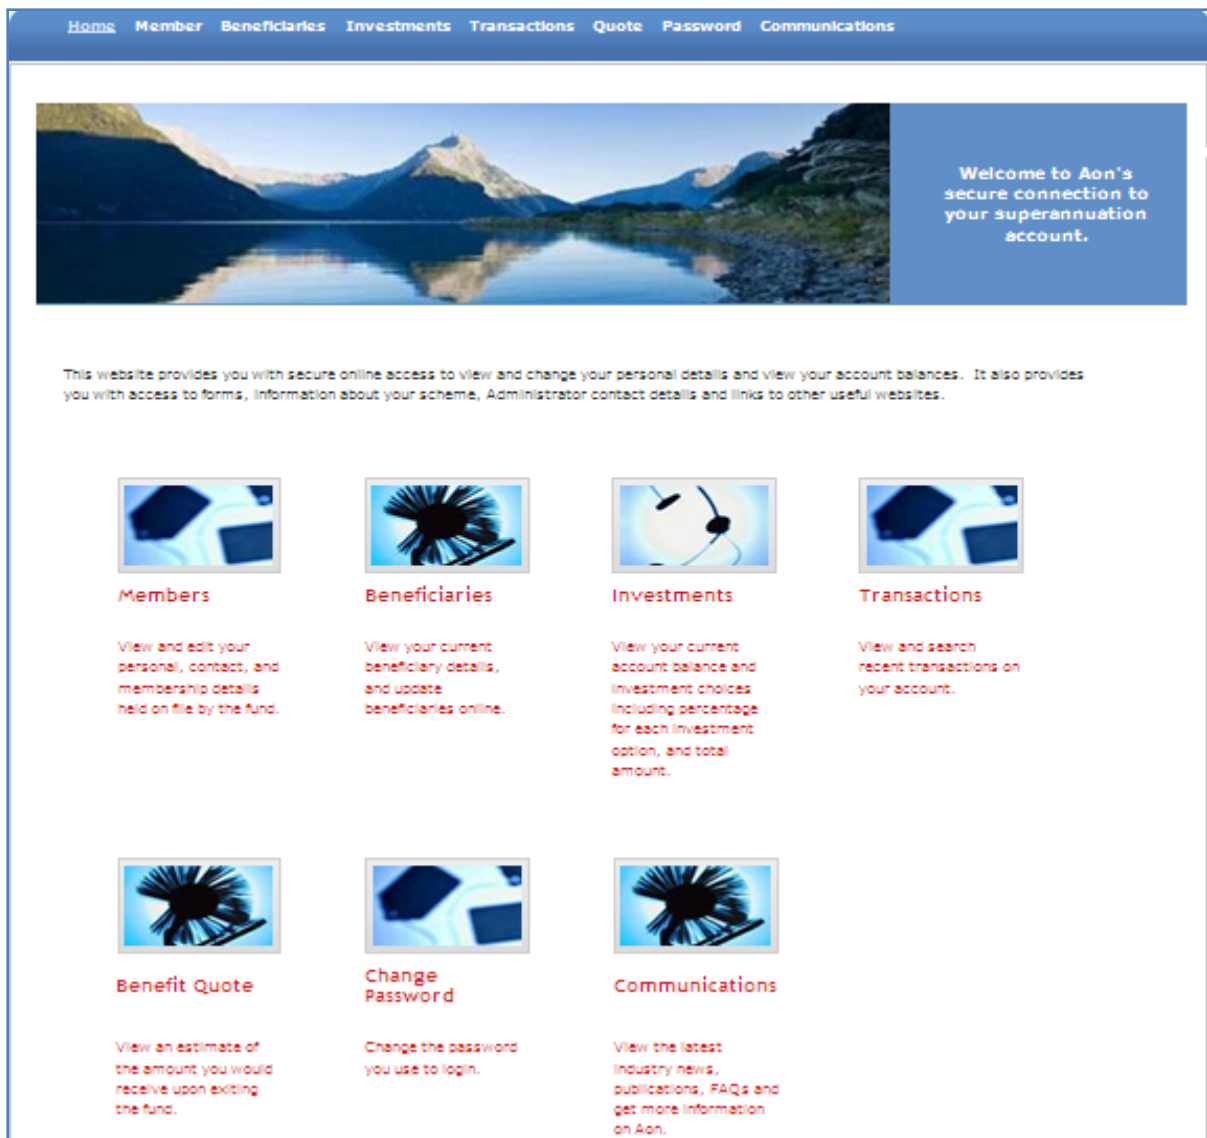 Home Member Beneficiaries Investments Transactions Quote Password Communications
Welcome to Aon's
secure connection to
your superannuation
account.
This website provides you with secure online access to view and change your personal details and view your account balances. It also provides
you with access to forms, information about your scheme, Administrator contact details and links to other useful websites.
Members
View and edit your
personal, contact, and
membership details
held on file by the fund.
Beneficiaries
View your current
beneficiary details,
and update
beneficiaries online.
Investments
View your current
account balance and
investment choices
including percentage
for each investment
option, and total
amount.
Transactions
View and search
recent transactions on
your account.
Benefit Quote
View an estimate of
the amount you would
receive upon exiting
the fund.
Change
Password
Change the password
you use to login.
Communications
View the latest
industry news,
publications, FAQs and
get more information
on Aon.